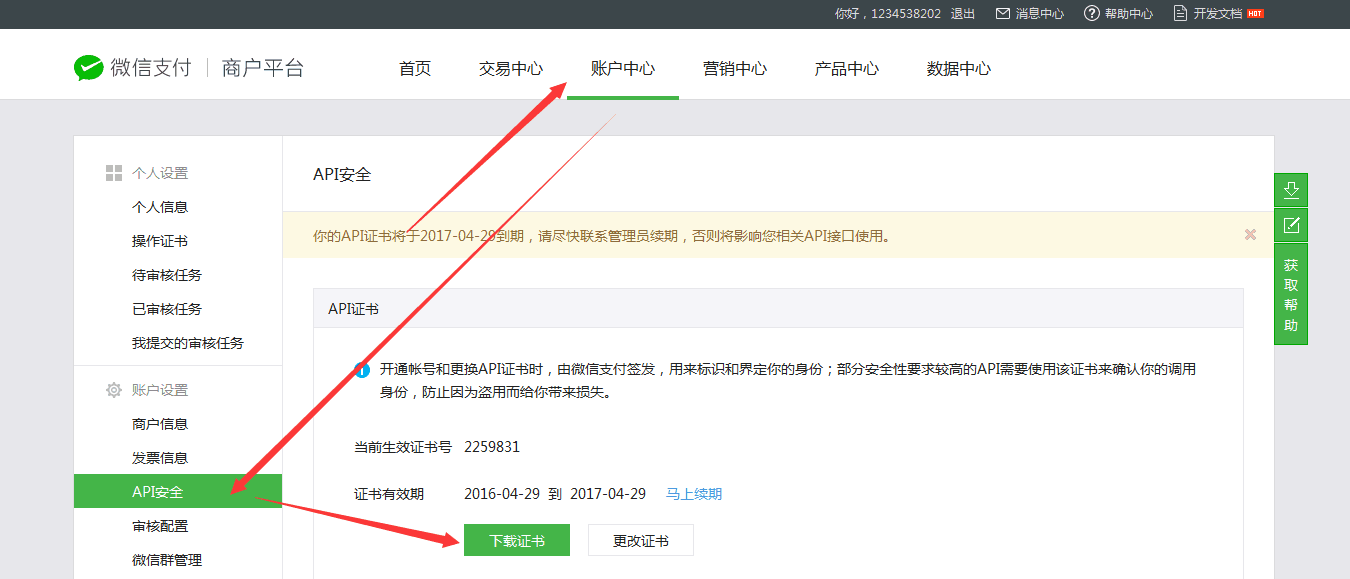 你好，1234538202 退出 消息中心 帮助中心 开发文档 HOT
微信支付 商户平台 首页 交易中心 账户中心 营销中心 产品中心 数据中心
个人设置
个人信息
操作证书
待审核任务
已审核任务
我提交的审核任务
账户设置
商户信息
发票信息
API安全
审核配置
微信群管理
API安全
你的API证书将于2017-04-29到期，请尽快联系管理员续期，否则将影响您相关API接口使用。
API证书
开通帐号和更换API证书时，由微信支付签发，用来标识和界定你的身份；部分安全性要求较高的API需要使用该证书来确认你的调用
身份，防止因为盗用而给你带来损失。
当前生效证书号 2259831
证书有效期 2016-04-29 到 2017-04-29 马上续期
下载证书 更改证书
获
取
帮
助